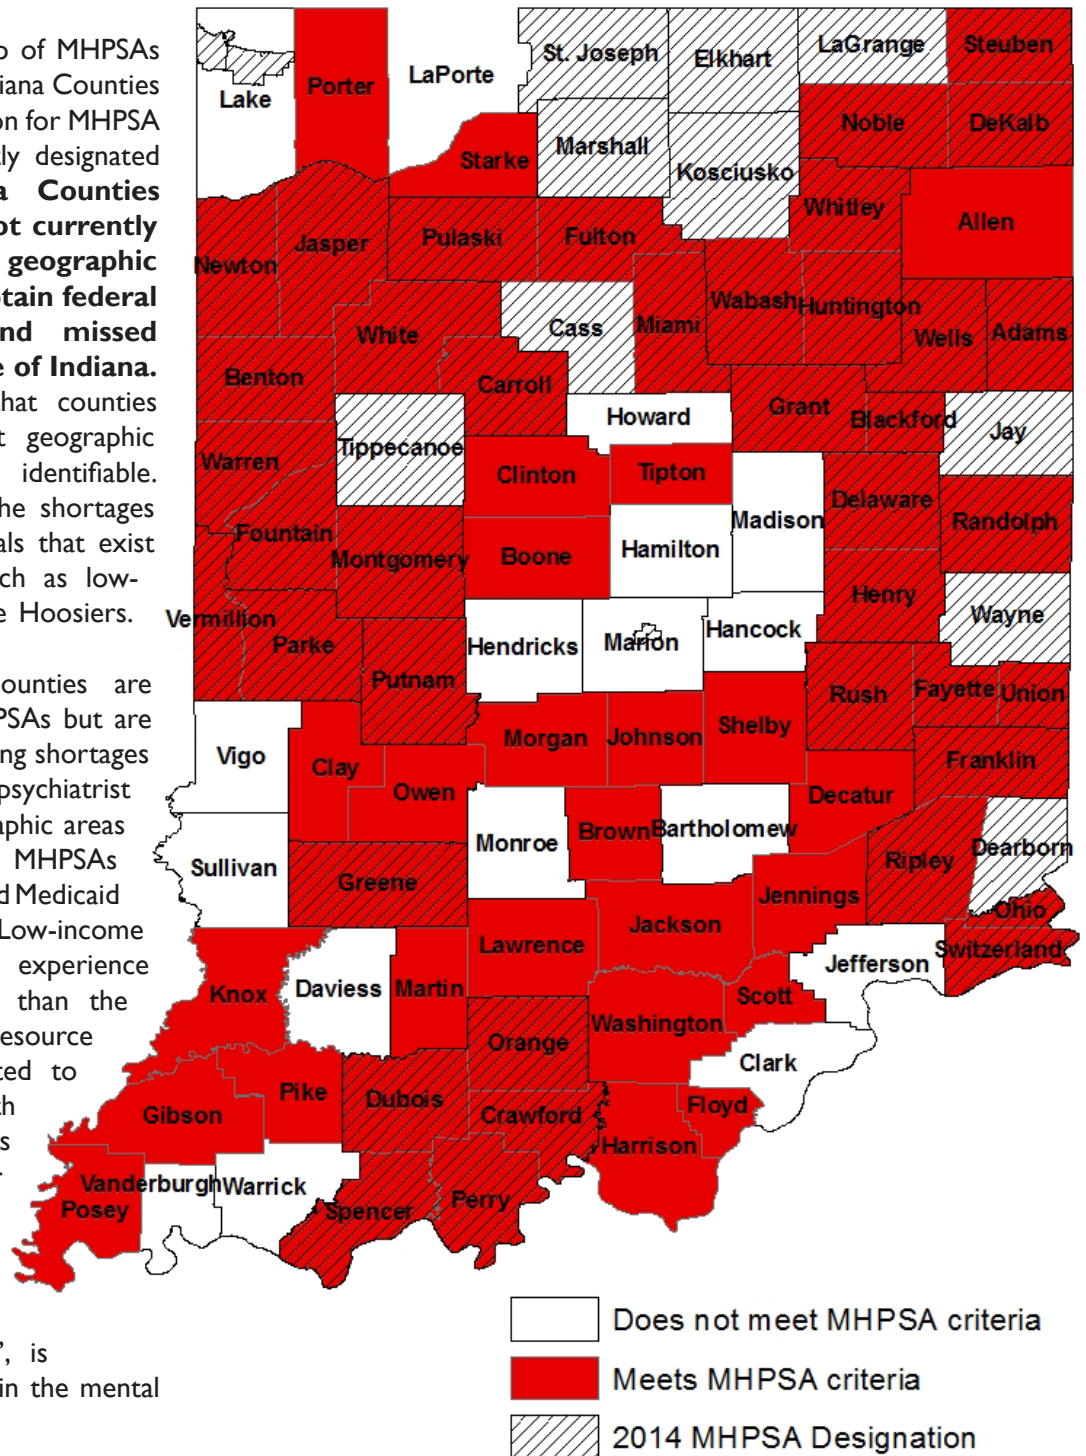 p of MHPSAs
diana Counties
on for MHPSA
tly designated
a Counties
ot currently
geographic
otain federal
nd missed
e of Indiana.
that counties
t geographic
identifiable.
he shortages
als that exist
ch as low-
e Hoosiers.
ounties are
PSAs but are
ng shortages
psychiatrist
aphic areas
MHPSAs
d Medicaid
Low-income
experience
than the
esource
ted to
th
s
r
”, is
in the mental
St. Joseph
Elkhart
LaGrange
Steuben
Lake
Porter
LaPorte
Noble
DeKalb
Starke
Marshall
Kosciusko
Whitley
Allen
Newton
Jasper
Pulaski
Fulton
White
Cass
Miami
Wabash
Huntington
Wells
Adams
Benton
Carroll
Howard
Grant
Blackford
Jay
Warren
Tippecanoe
Clinton
Tipton
Madison
Delaware
Randolph
Fountain
Montgomery
Boone
Hamilton
Henry
Wayne
Vermillion
Parke
Hendricks
Marion
Hancock
Putnam
Rush
Fayette
Union
Vigo
Clay
Owen
Morgan
Johnson
Shelby
Decatur
Franklin
Sullivan
Greene
Monroe
Brown
Bartholomew
Jennings
Ripley
Dearborn
Ohio
Switzerland
Knox
Daviess
Martin
Lawrence
Jackson
Jefferson
Scott
Washington
Clark
Gibson
Pike
Dubois
Orange
Crawford
Floyd
Harrison
Posey
Vanderburgh
Warrick
Spencer
Perry
Does not meet MHPSA criteria
Meets MHPSA criteria
2014 MHPSA Designation